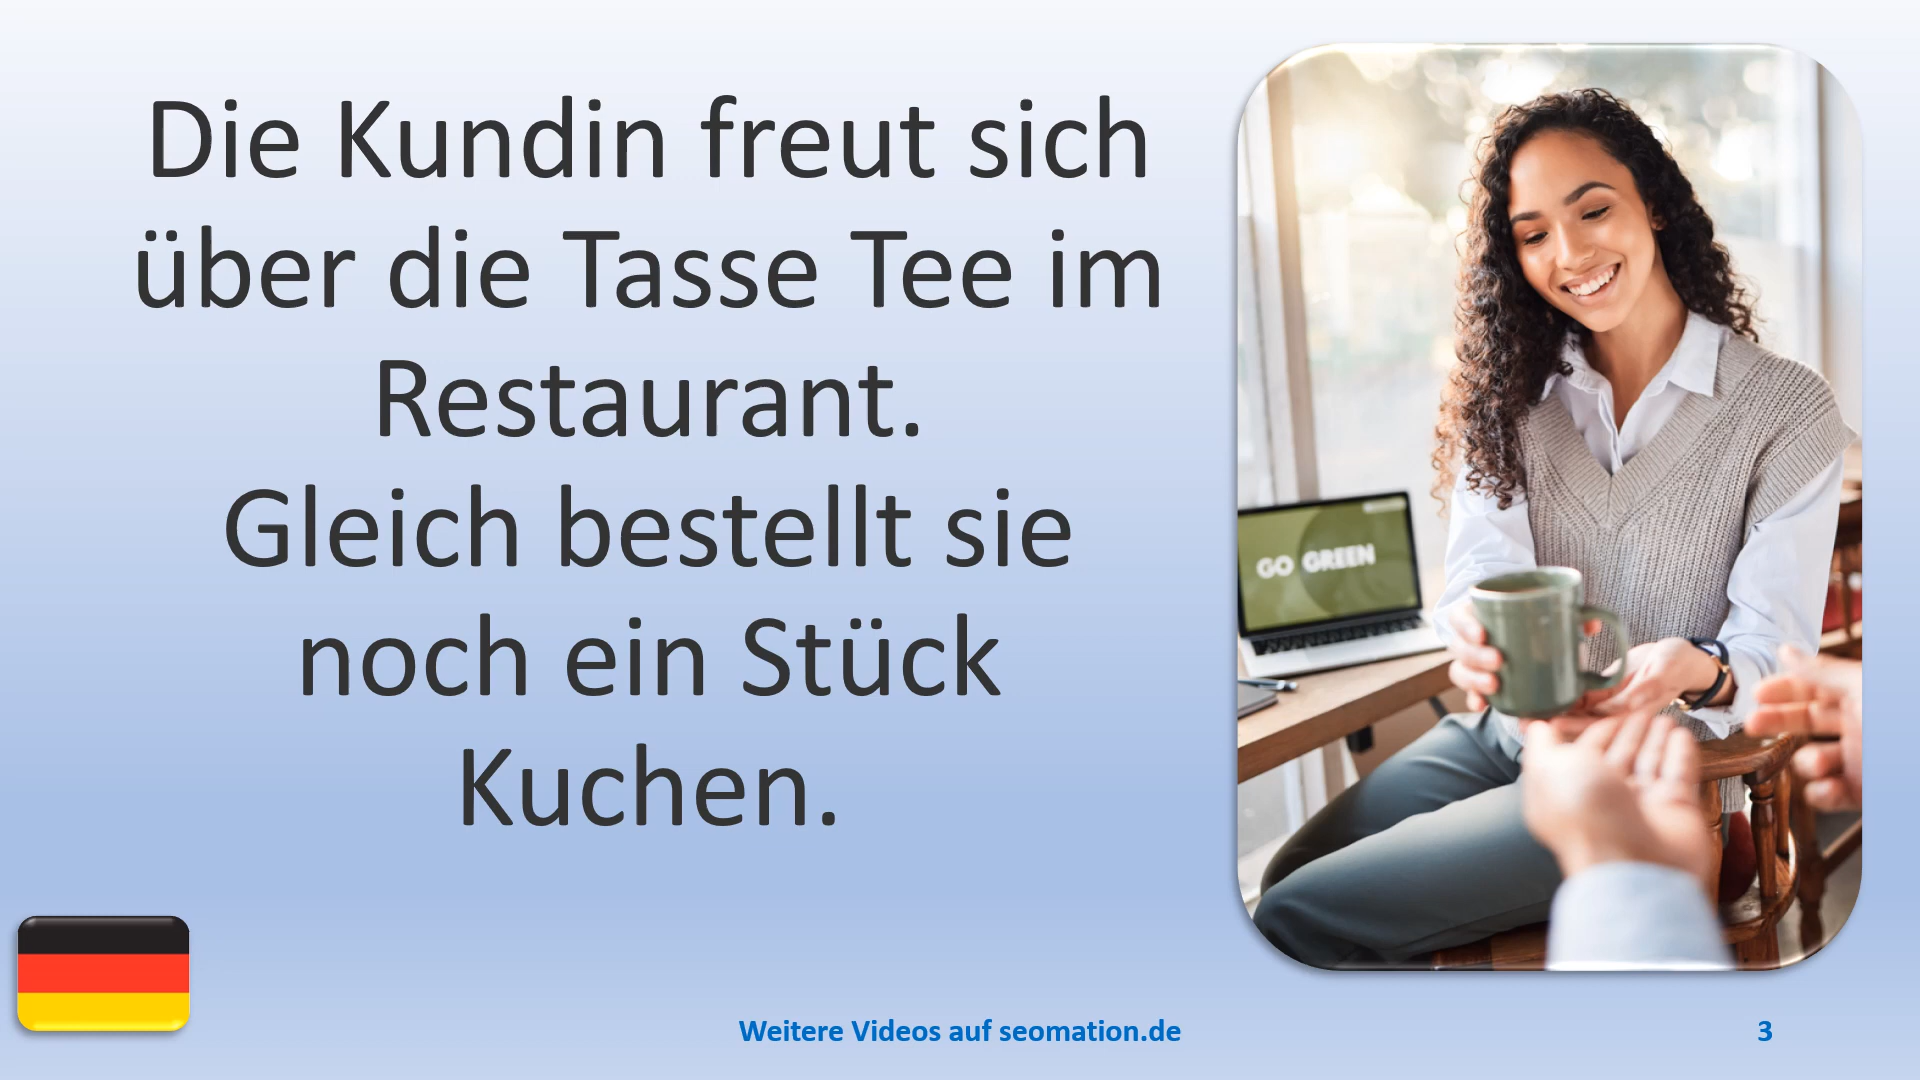 Die Kundin freut sich
über die Tasse Tee im
Restaurant.
Gleich bestellt sie
noch ein Stück
Kuchen.
GO GREEN
Weitere Videos auf seomation.de
3